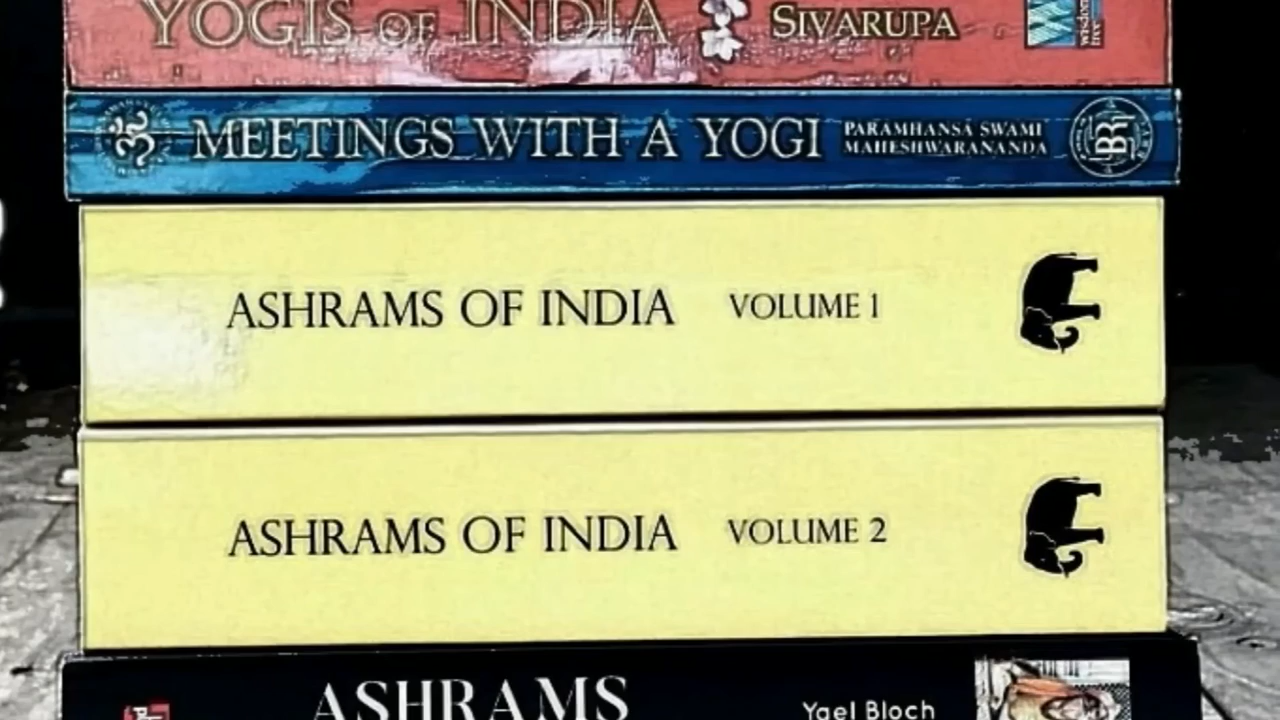 YOGIS OF INDIA SIVARUPA
MEETINGS WITH A YOGI PARAMHANSA SWAMI
MAHESHWARANANDA
ASHRAMS OF INDIA VOLUME 1
ASHRAMS OF INDIA VOLUME 2
ASHRAMS Yael Bloch